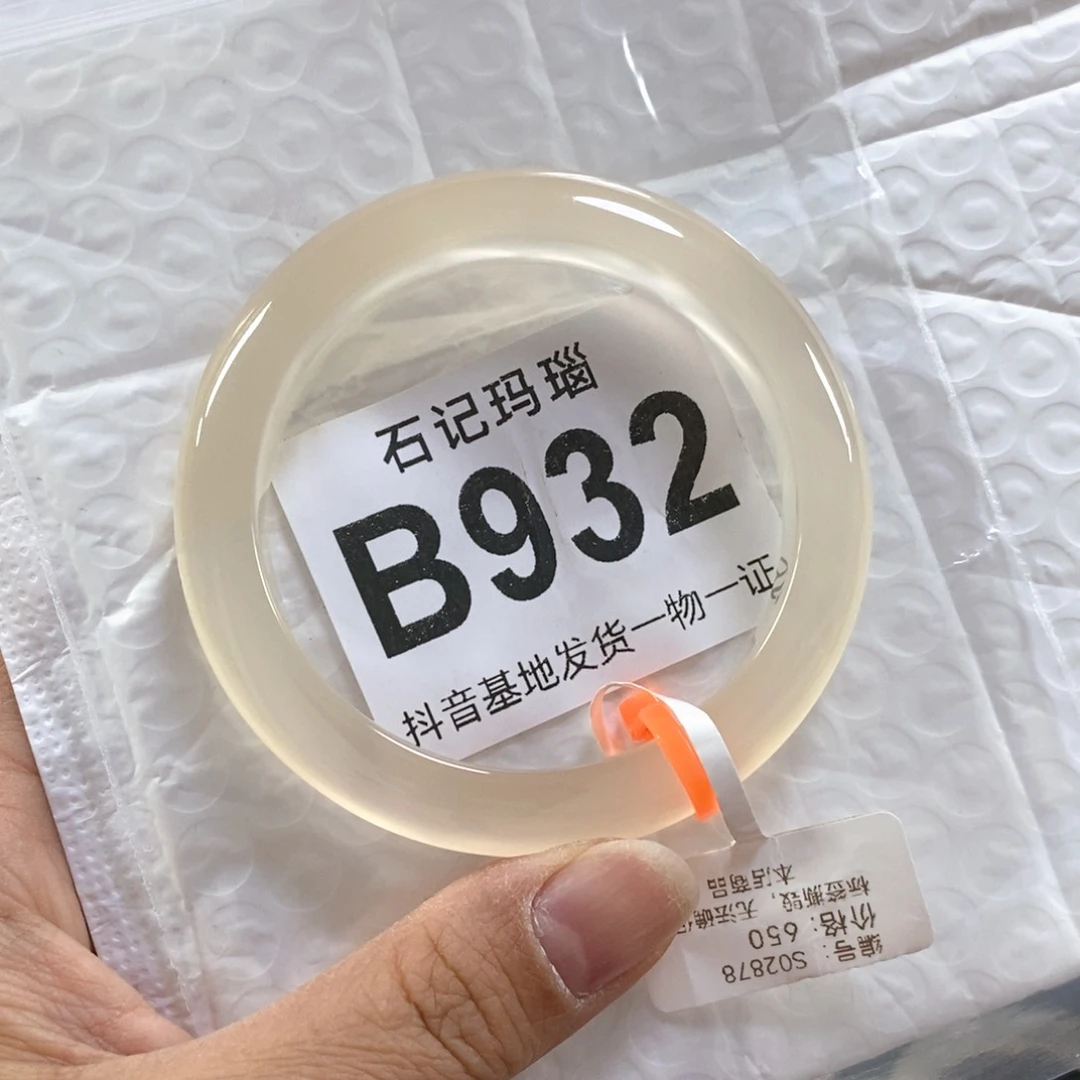 石记玛瑙
B932
抖音基地发货一物一证
编号: S02878
价格: 650
标签撕毁, 无法确
本店商品